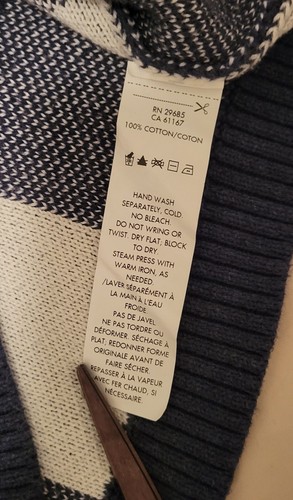 RN 29685
CA 61167
100% COTTON/COTON
HAND WASH
SEPARATELY, COLD
NO BLEACH.
DO NOT WRING OR
TWIST. DRY FLAT, BLOCK
TO DRY
STEAM PRESS WITH
WARM IRON, AS
NEEDED
/LAVER SÉPARÉMENT À
LA MAIN À L'EAU
FROIDE
PAS DE JAVEL
NE PAS TORDRE OU
DÉFORMER. SÉCHAGE À
PLAT, REDONNER FORME
ORIGINALE AVANT DE
FAIRE SÉCHER.
REPASSER À LA VAPEUR
AVEC FER CHAUD, SI
NÉCESSAIRE